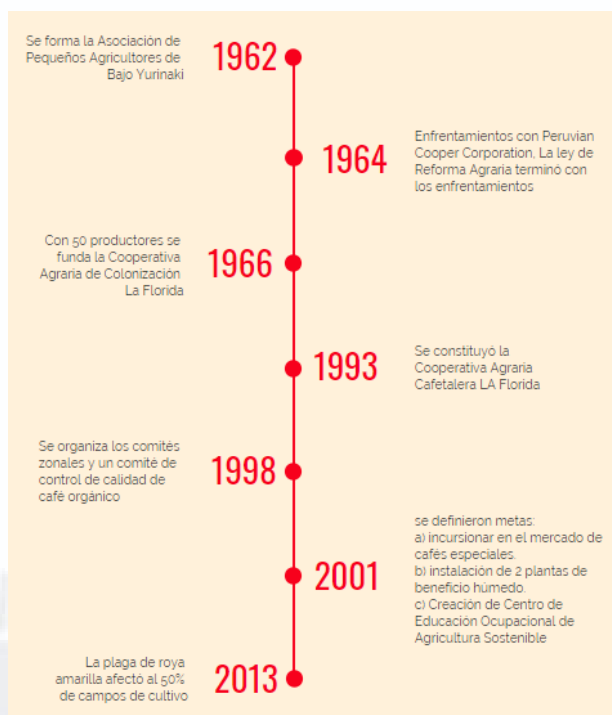 Se forma la Asociación de
Pequeños Agricultores de
Bajo Yurinaki
1962
1964
Enfrentamientos con Peruvian
Cooper Corporation, La ley de
Reforma Agraria terminó con
los enfrentamientos
Con 50 productores se
funda la Cooperativa
Agraria de Colonización
La Florida
1966
1993
Se constituyó la
Cooperativa Agraria
Cafetalera LA Florida
Se organiza los comités
zonales y un comité de
control de calidad de
café orgánico
1998
2001
se definieron metas:
a) incursionar en el mercado de
cafés especiales.
b) instalación de 2 plantas de
beneficio húmedo.
c) Creación de Centro de
Educación Ocupacional de
Agricultura Sostenible
La plaga de roya
amarilla afectó al 50%
de campos de cultivo
2013